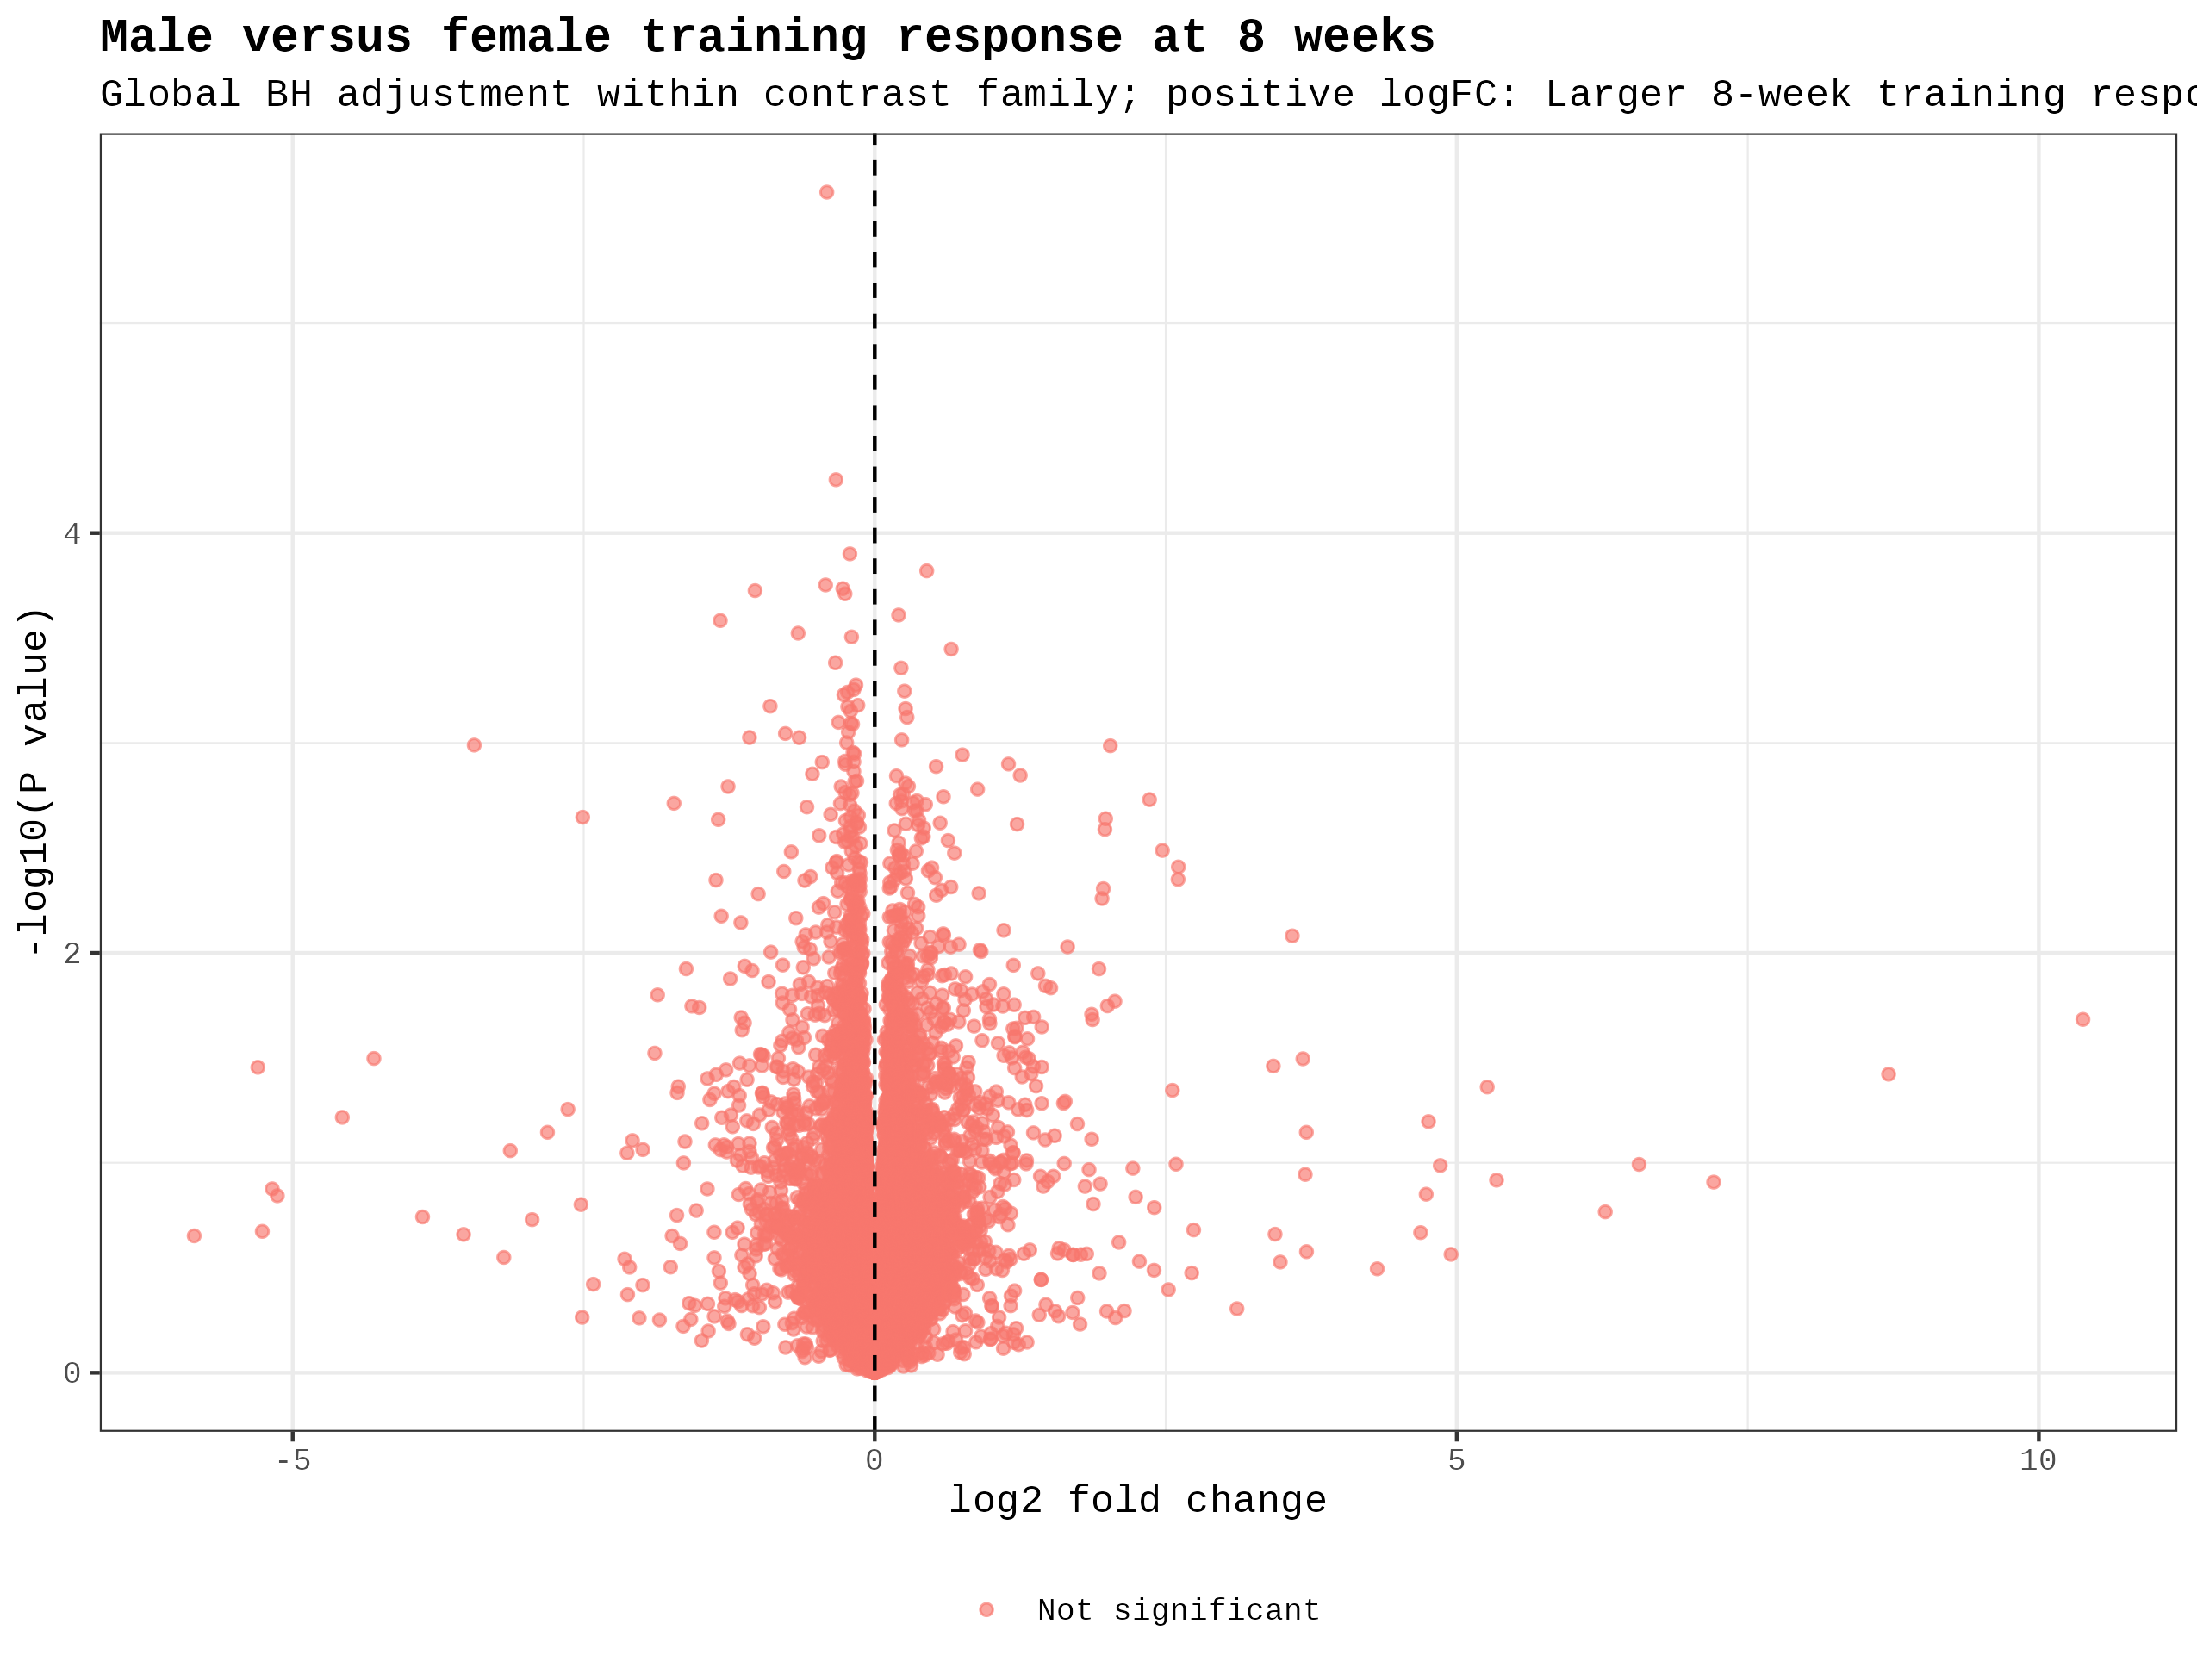 Male versus female training response at 8 weeks
Global BH adjustment within contrast family; positive logFC: Larger 8-week training respo
-log10(P value)
4
2
0
-5
0
5
10
log2 fold change
Not significant